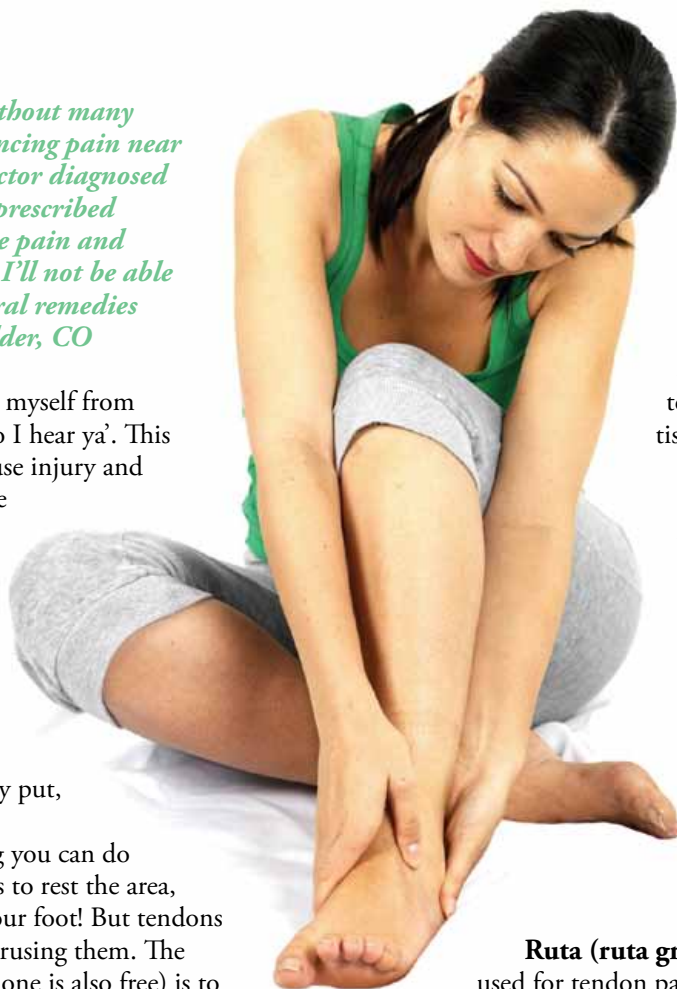 thout many
ncing pain near
ctor diagnosed
prescribed
e pain and
I’ll not be able
ral remedies
lder, CO
myself from
o I hear ya’. This
use injury and
e
y put,
g you can do
s to rest the area,
our foot! But tendons
rusing them. The
one is also free) is to
to
tis
Ruta (ruta gr
used for tendon pa